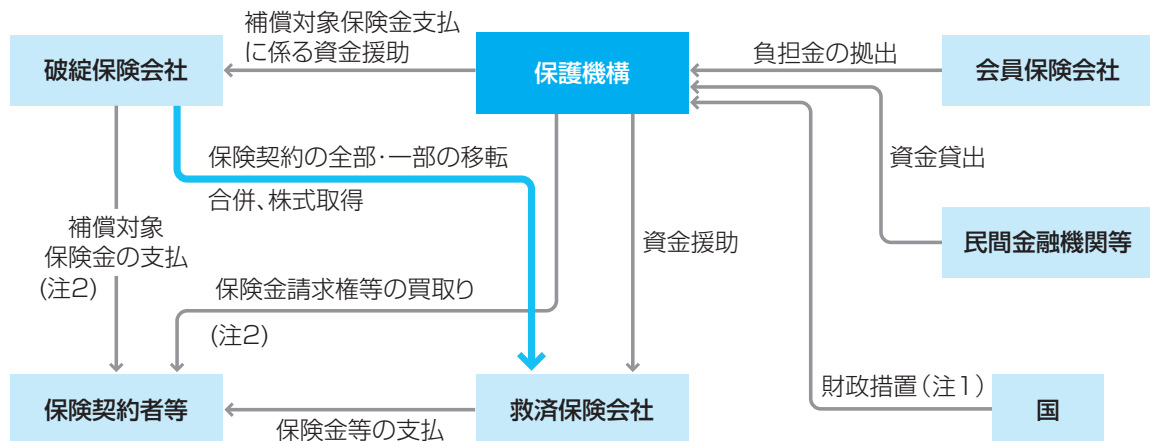 補償対象保険金支払
に係る資金援助
破綻保険会社
保護機構
負担金の拠出
会員保険会社
保険契約の全部・一部の移転
合併、株式取得
資金貸出
補償対象
保険金の支払
(注2)
資金援助
民間金融機関等
保険金請求権等の買取り
(注2)
財政措置(注1)
保険契約者等
保険金等の支払
救済保険会社
国